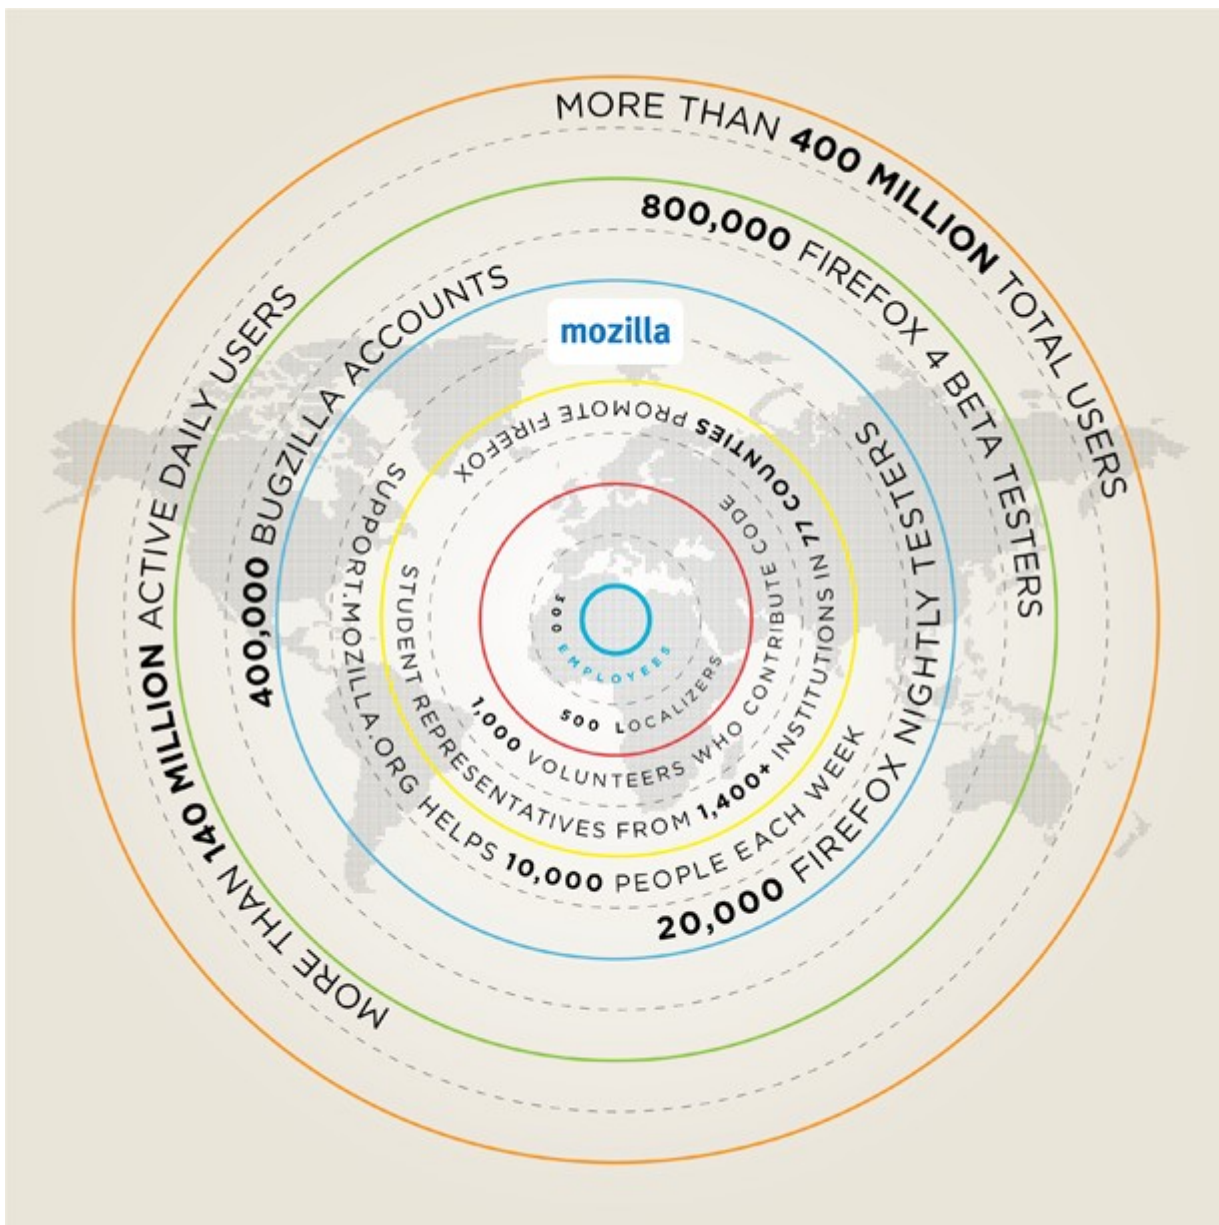 MORE THAN 400 MILLION TOTAL USERS
MORE THAN 140 MILLION ACTIVE DAILY USERS
800,000 FIREFOX 4 BETA TESTERS
400,000 BUGZILLA ACCOUNTS
mozilla
20,000 FIREFOX NIGHTLY TESTERS
SUPPORT.MOZILLA.ORG HELPS 10,000 PEOPLE EACH WEEK
STUDENT REPRESENTATIVES FROM 1,400+ INSTITUTIONS IN 77 COUNTIES PROMOTE FIREFOX
1,000 VOLUNTEERS WHO CONTRIBUTE CODE
500 LOCALIZERS
300 EMPLOYEES